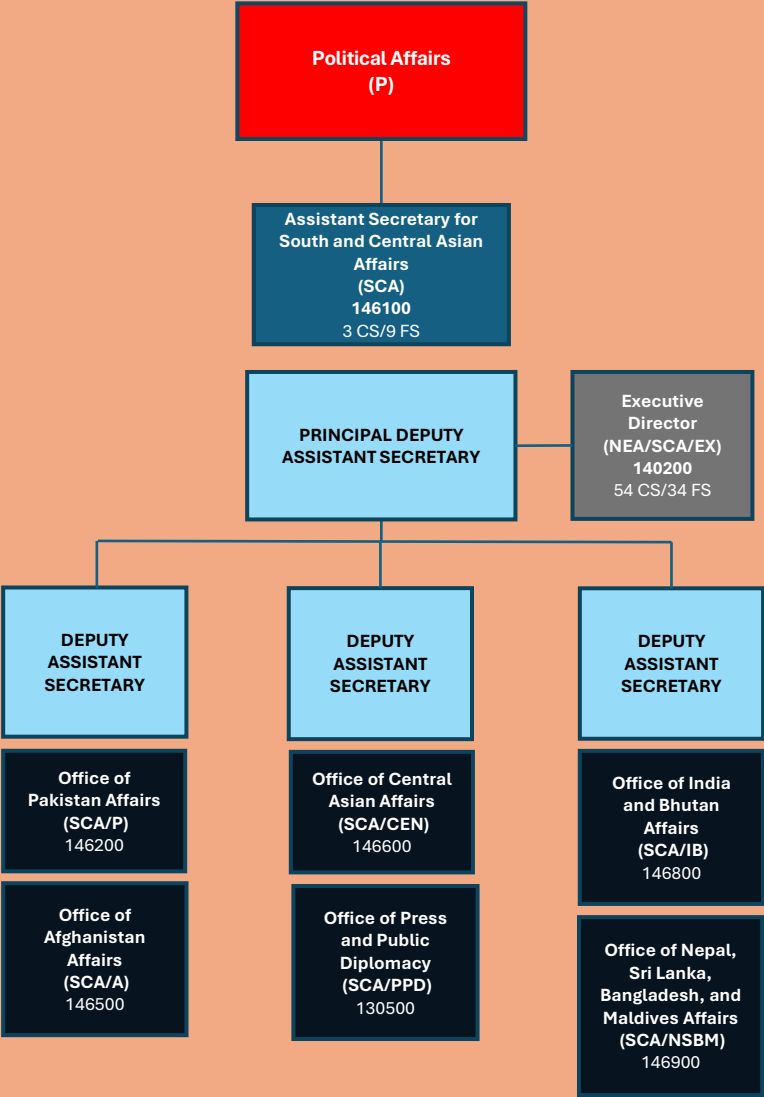 Political Affairs
(P)
Assistant Secretary for
South and Central Asian
Affairs
(SCA)
146100
3 CS/9 FS
PRINCIPAL DEPUTY
ASSISTANT SECRETARY
Executive
Director
(NEA/SCA/EX)
140200
54 CS/34 FS
DEPUTY
ASSISTANT
SECRETARY
DEPUTY
ASSISTANT
SECRETARY
DEPUTY
ASSISTANT
SECRETARY
Office of
Pakistan Affairs
(SCA/P)
146200
Office of Central
Asian Affairs
(SCA/CEN)
146600
Office of India
and Bhutan
Affairs
(SCA/IB)
146800
Office of
Afghanistan
Affairs
(SCA/A)
146500
Office of Press
and Public
Diplomacy
(SCA/PPD)
130500
Office of Nepal,
Sri Lanka,
Bangladesh, and
Maldives Affairs
(SCA/NSBM)
146900